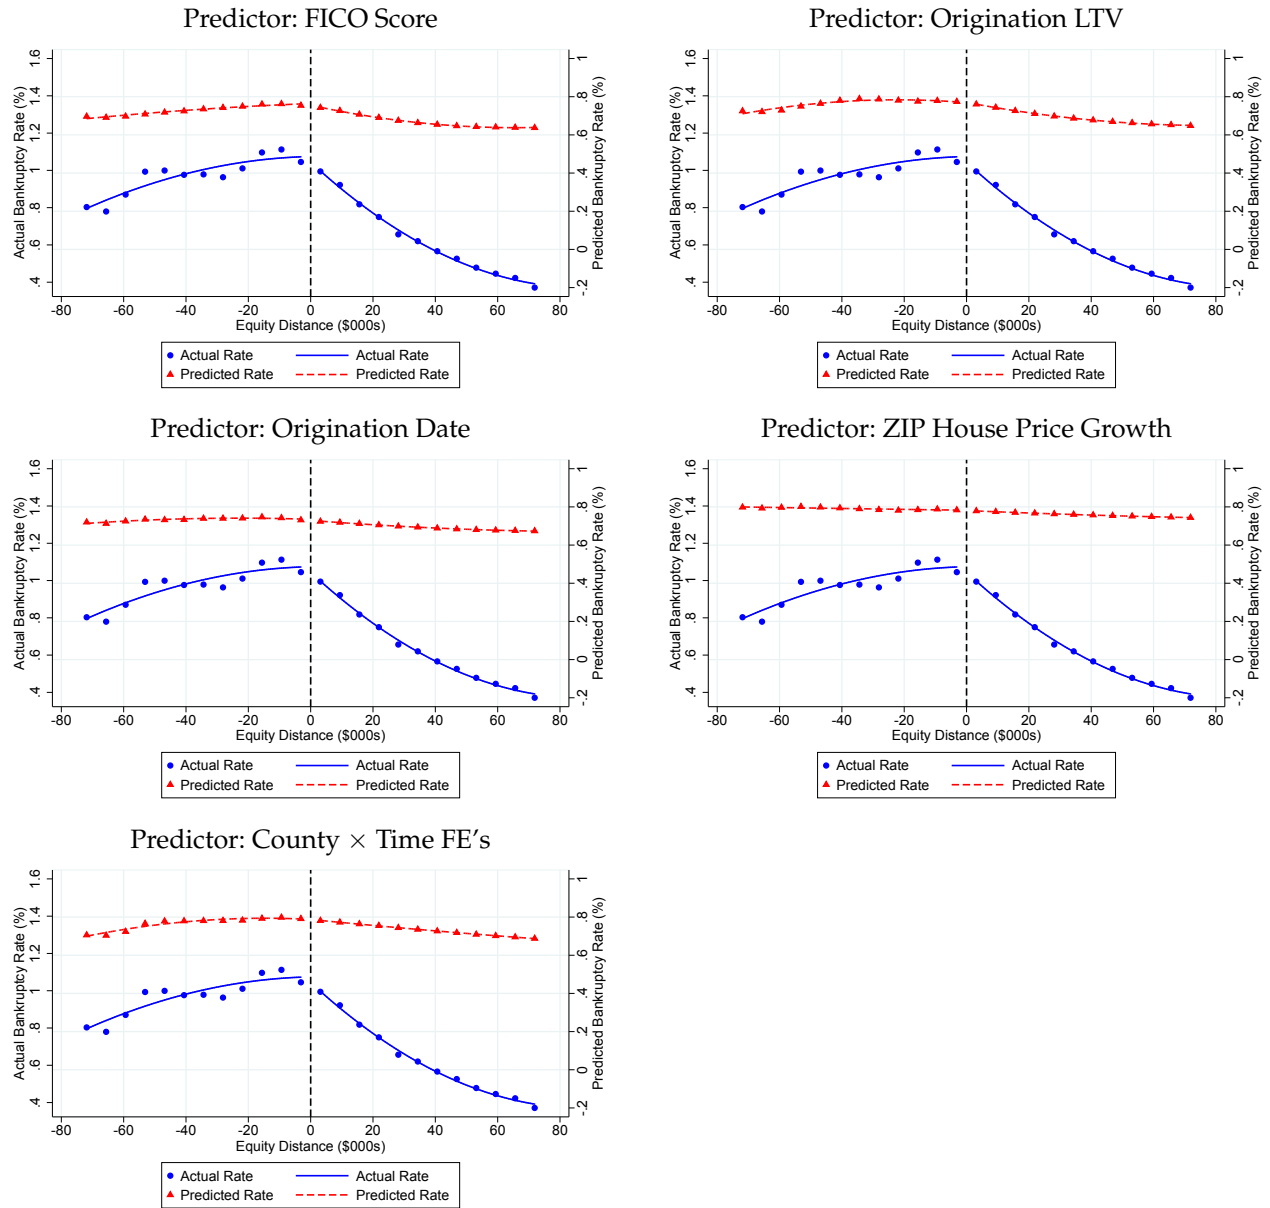 Predictor: FICO Score
Actual Bankruptcy Rate (%)
1.6
1.4
1.2
1
.8
.6
.4
Predicted Bankruptcy Rate (%)
1
.8
.6
.4
.2
0
-.2
-80 -60 -40 -20 0 20 40 60 80
Equity Distance ($000s)
Actual Rate Actual Rate
Predicted Rate Predicted Rate
Predictor: Origination LTV
Actual Bankruptcy Rate (%)
1.6
1.4
1.2
1
.8
.6
.4
Predicted Bankruptcy Rate (%)
1
.8
.6
.4
.2
0
-.2
-80 -60 -40 -20 0 20 40 60 80
Equity Distance ($000s)
Actual Rate Actual Rate
Predicted Rate Predicted Rate
Predictor: Origination Date
Actual Bankruptcy Rate (%)
1.6
1.4
1.2
1
.8
.6
.4
Predicted Bankruptcy Rate (%)
1
.8
.6
.4
.2
0
-.2
-80 -60 -40 -20 0 20 40 60 80
Equity Distance ($000s)
Actual Rate Actual Rate
Predicted Rate Predicted Rate
Predictor: ZIP House Price Growth
Actual Bankruptcy Rate (%)
1.6
1.4
1.2
1
.8
.6
.4
Predicted Bankruptcy Rate (%)
1
.8
.6
.4
.2
0
-.2
-80 -60 -40 -20 0 20 40 60 80
Equity Distance ($000s)
Actual Rate Actual Rate
Predicted Rate Predicted Rate
Predictor: County × Time FE's
Actual Bankruptcy Rate (%)
1.6
1.4
1.2
1
.8
.6
.4
Predicted Bankruptcy Rate (%)
1
.8
.6
.4
.2
0
-.2
-80 -60 -40 -20 0 20 40 60 80
Equity Distance ($000s)
Actual Rate Actual Rate
Predicted Rate Predicted Rate